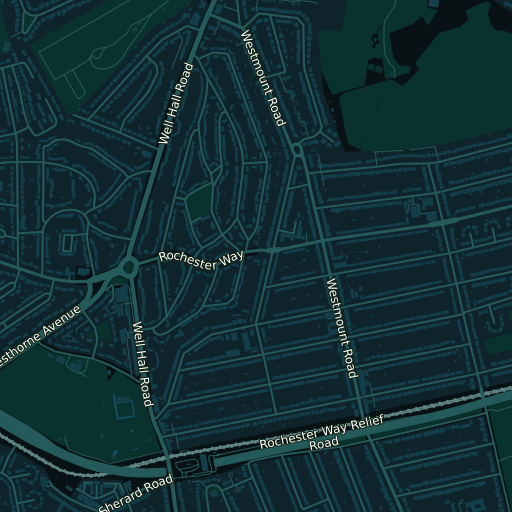 Westmount Road
Well Hall Road
Rochester Way
Westmount Road
esthorne Avenue
Well Hall Road
Rochester Way Relief
Road
Sherard Road